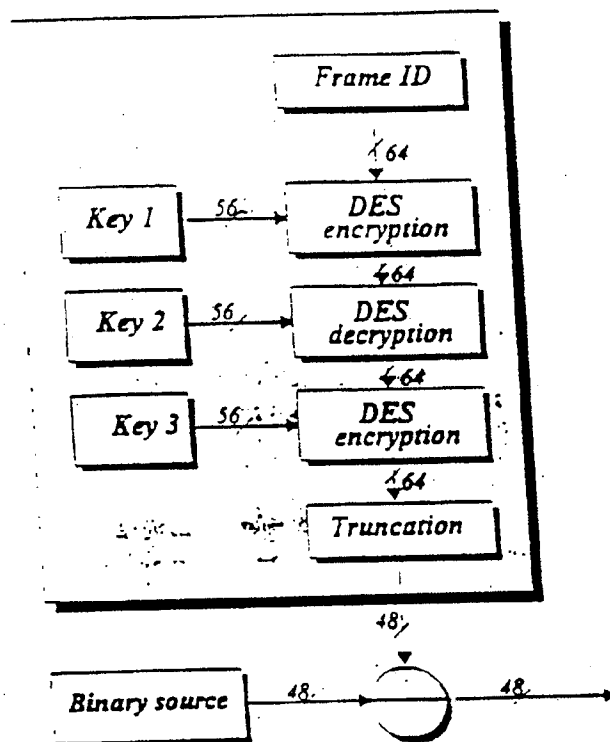 Frame ID
64
Key 1
56
DES
encryption
64
Key 2
56
DES
decryption
64
Key 3
56
DES
encryption
64
Truncation
48
Binary source
48
48